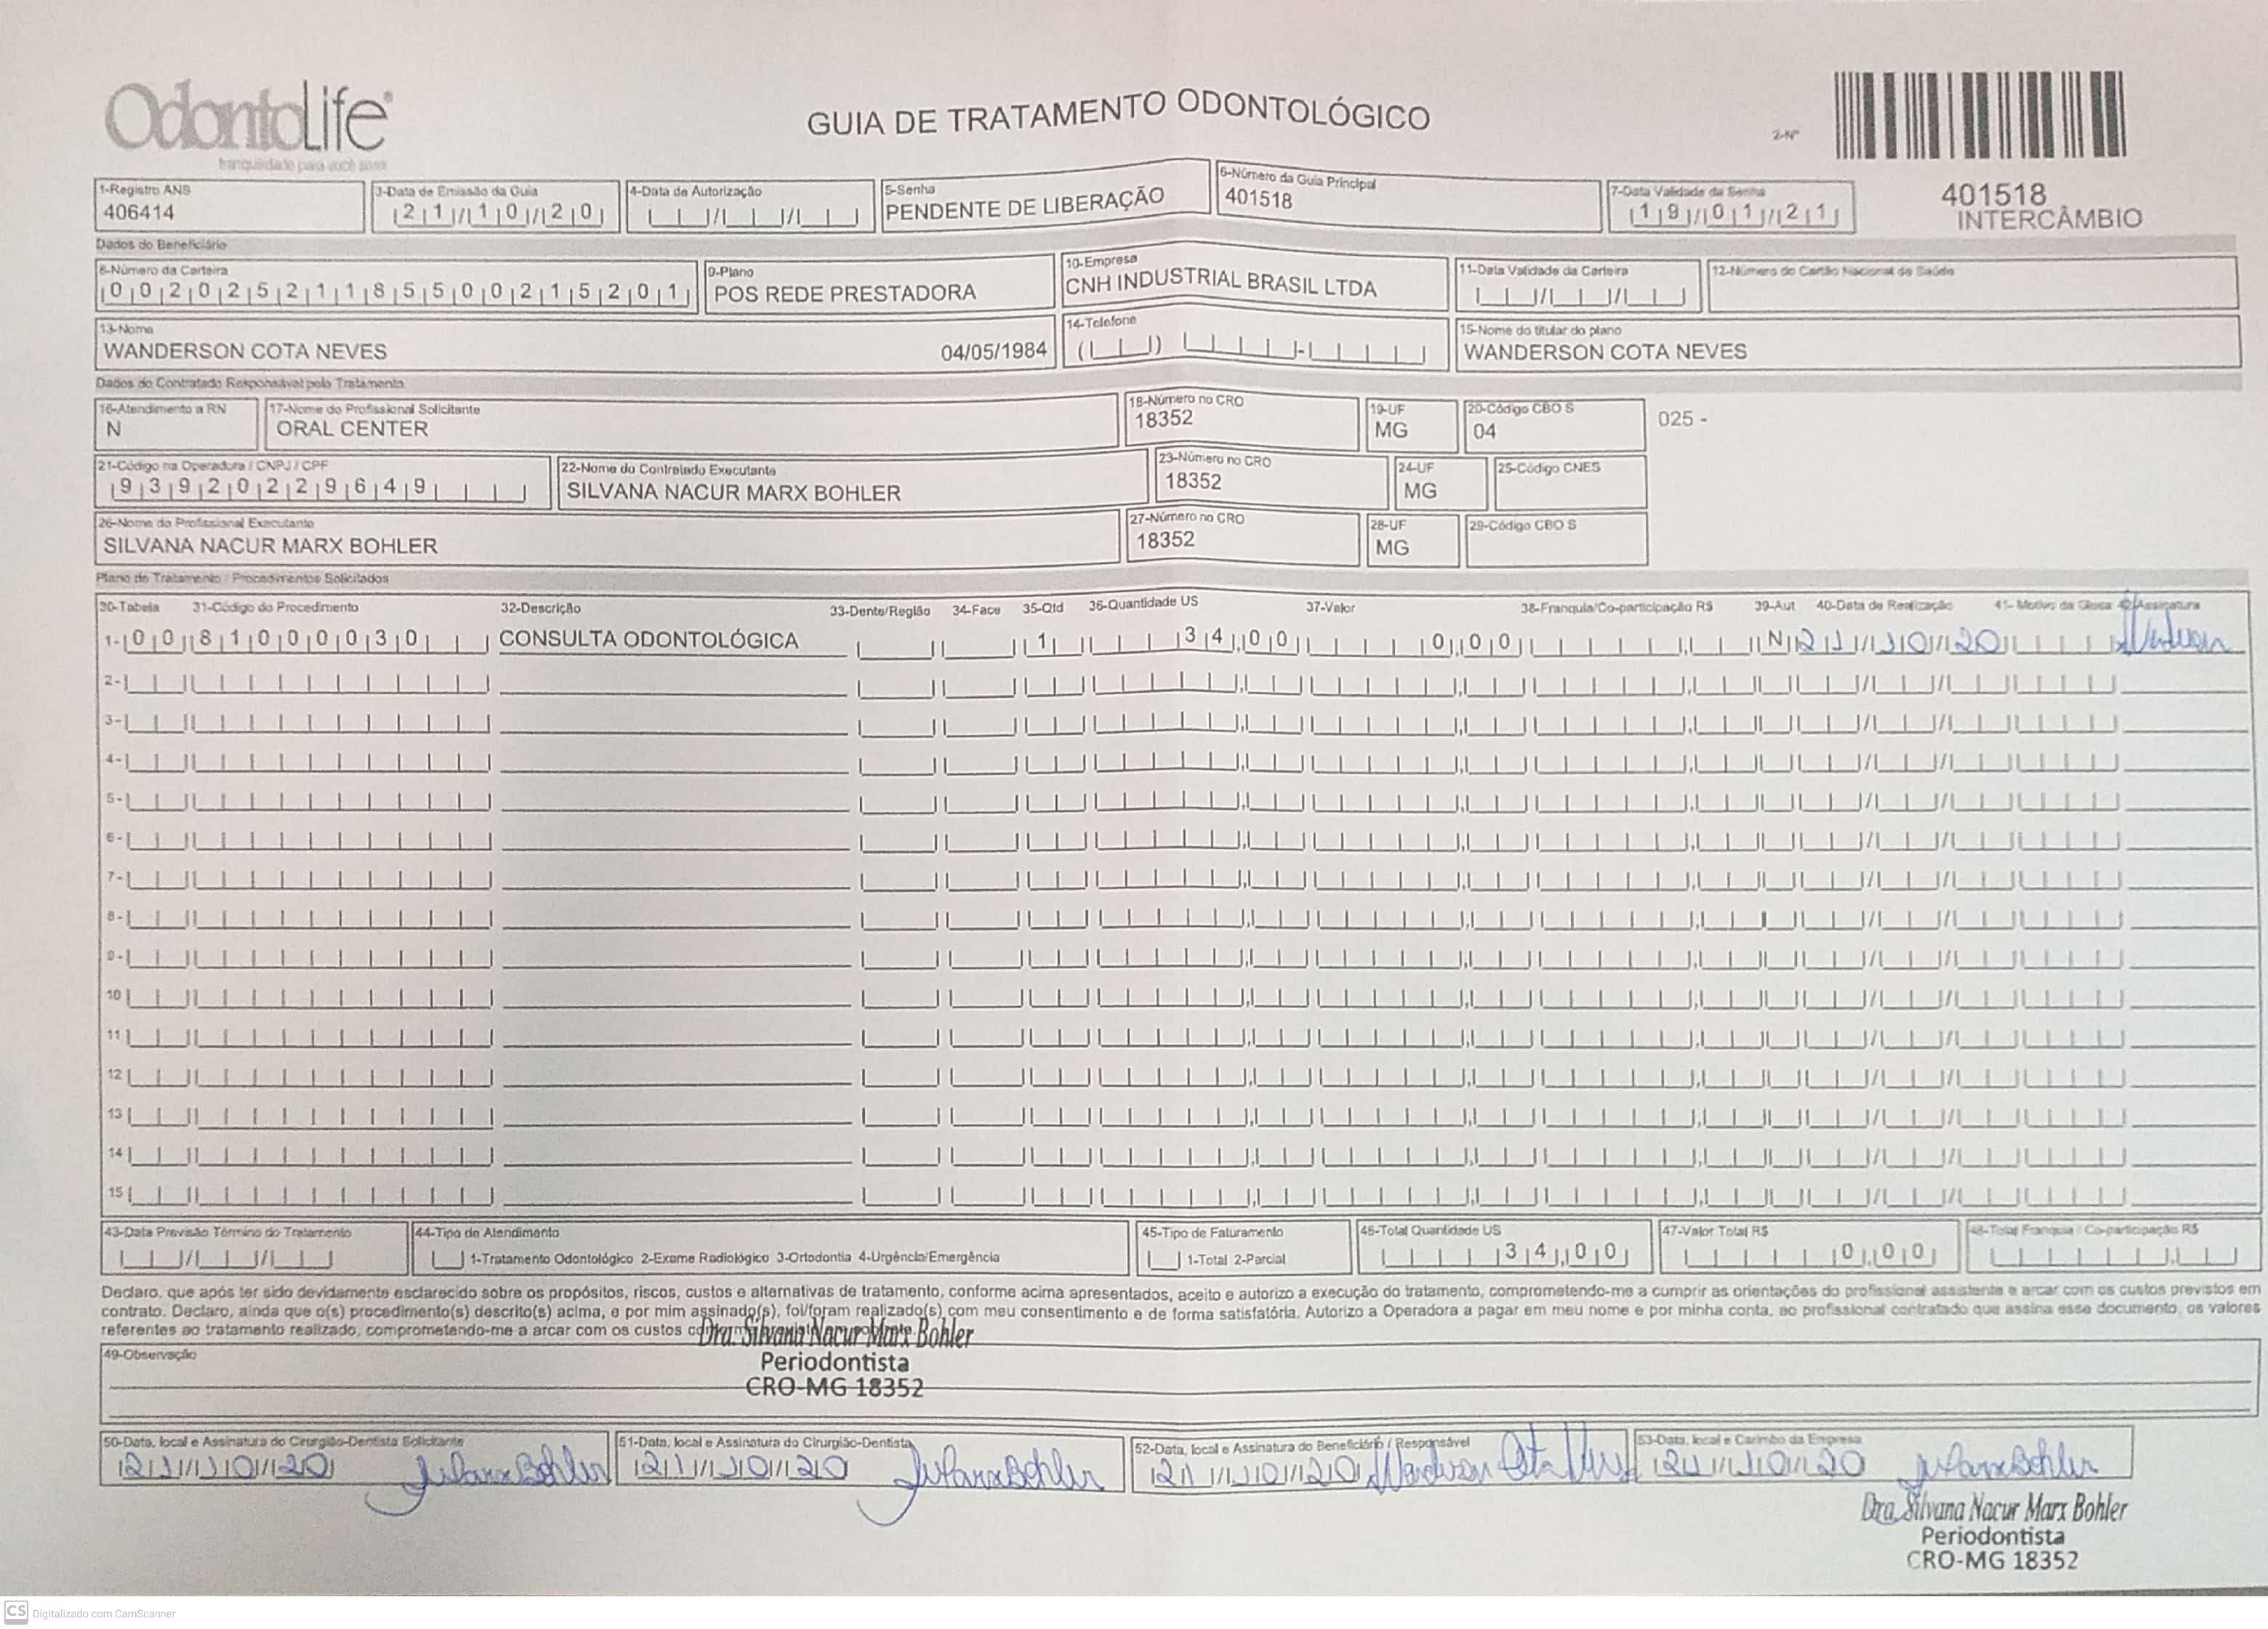 OdontoLife
tranquilidade para você sorrir
GUIA DE TRATAMENTO ODONTOLÓGICO
2-Nº
401518
INTERCÂMBIO
1-Registro ANS
406414
3-Data de Emissão da Guia
21/10/20
4-Data de Autorização
5-Senha
PENDENTE DE LIBERAÇÃO
6-Número da Guia Principal
401518
7-Data Validade da Senha
19/01/21
Dados do Beneficiário
8-Número da Carteira
00202521185500215201
9-Plano
POS REDE PRESTADORA
10-Empresa
CNH INDUSTRIAL BRASIL LTDA
11-Data Validade da Carteira
12-Número do Cartão Nacional de Saúde
13-Nome
WANDERSON COTA NEVES 04/05/1984
14-Telefone
15-Nome do titular do plano
WANDERSON COTA NEVES
Dados do Contratado Responsável pelo Tratamento
16-Atendimento a RN
N
17-Nome do Profissional Solicitante
ORAL CENTER
18-Número no CRO
18352
19-UF
MG
20-Código CBO S
04
025 -
21-Código na Operadora / CNPJ / CPF
93920229649
22-Nome do Contratado Executante
SILVANA NACUR MARX BOHLER
23-Número no CRO
18352
24-UF
MG
25-Código CNES
26-Nome do Profissional Executante
SILVANA NACUR MARX BOHLER
27-Número no CRO
18352
28-UF
MG
29-Código CBO S
Plano de Tratamento / Procedimentos Solicitados
30-Tabela 31-Código do Procedimento 32-Descrição 33-Dente/Região 34-Face 35-Qtd 36-Quantidade US 37-Valor 38-Franquia/Co-participação R$ 39-Aut 40-Data de Realização 41- Motivo da Glosa 42-Assinatura
1- 00 81000030 CONSULTA ODONTOLÓGICA 1 34,00 0,00 N 21/10/20
2-
3-
4-
5-
6-
7-
8-
9-
10
11
12
13
14
15
43-Data Previsão Término do Tratamento
44-Tipo de Atendimento
1-Tratamento Odontológico 2-Exame Radiológico 3-Ortodontia 4-Urgência/Emergência
45-Tipo de Faturamento
1-Total 2-Parcial
46-Total Quantidade US
34,00
47-Valor Total R$
0,00
48-Total Franquia / Co-participação R$
Declaro, que após ter sido devidamente esclarecido sobre os propósitos, riscos, custos e alternativas de tratamento, conforme acima apresentados, aceito e autorizo a execução do tratamento, comprometendo-me a cumprir as orientações do profissional assistente e arcar com os custos previstos em
contrato. Declaro, ainda que o(s) procedimento(s) descrito(s) acima, e por mim assinado(s), foi/foram realizado(s) com meu consentimento e de forma satisfatória. Autorizo a Operadora a pagar em meu nome e por minha conta, ao profissional contratado que assina esse documento, os valores
referentes ao tratamento realizado, comprometendo-me a arcar com os custos
Dra. Silvana Nacur Marx Bohler
Periodontista
CRO-MG 18352
49-Observação
50-Data, local e Assinatura do Cirurgião-Dentista Solicitante
21/10/20
51-Data, local e Assinatura do Cirurgião-Dentista
21/10/20
52-Data, local e Assinatura do Beneficiário / Responsável
21/10/20 Wanderson Cota
53-Data, local e Carimbo da Empresa
21/10/20
Dra. Silvana Nacur Marx Bohler
Periodontista
CRO-MG 18352
CS Digitalizado com CamScanner